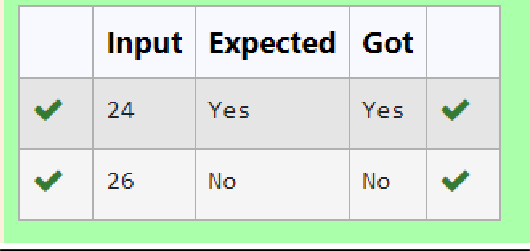 Input Expected Got
24 Yes Yes
26 No No